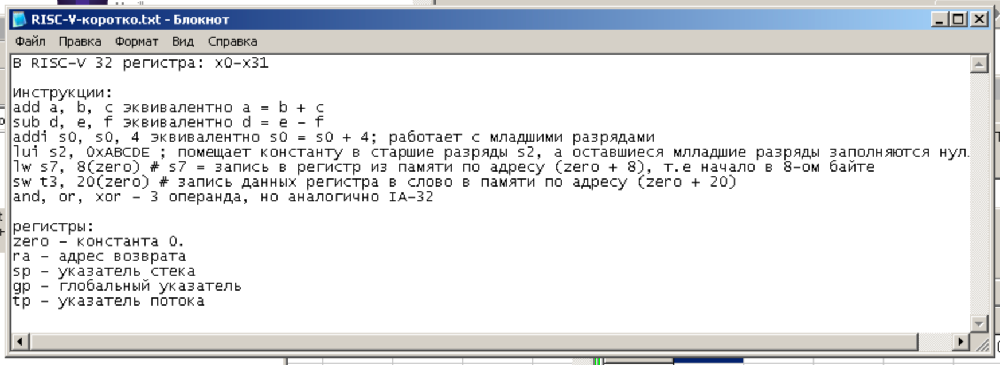 RISC-V-коротко.txt - Блокнот
Файл Правка Формат Вид Справка
В RISC-V 32 регистра: x0-x31
Инструкции:
add a, b, c эквивалентно a = b + c
sub d, e, f эквивалентно d = e - f
addi s0, s0, 4 эквивалентно s0 = s0 + 4; работает с младшими разрядами
lui s2, 0xABCDE ; помещает константу в старшие разряды s2, а оставшиеся млладшие разряды заполняются нул
lw s7, 8(zero) # s7 = запись в регистр из памяти по адресу (zero + 8), т.е начало в 8-ом байте
sw t3, 20(zero) # запись данных регистра в слово в памяти по адресу (zero + 20)
and, or, xor - 3 операнда, но аналогично IA-32
регистры:
zero - константа 0.
ra - адрес возврата
sp - указатель стека
gp - глобальный указатель
tp - указатель потока